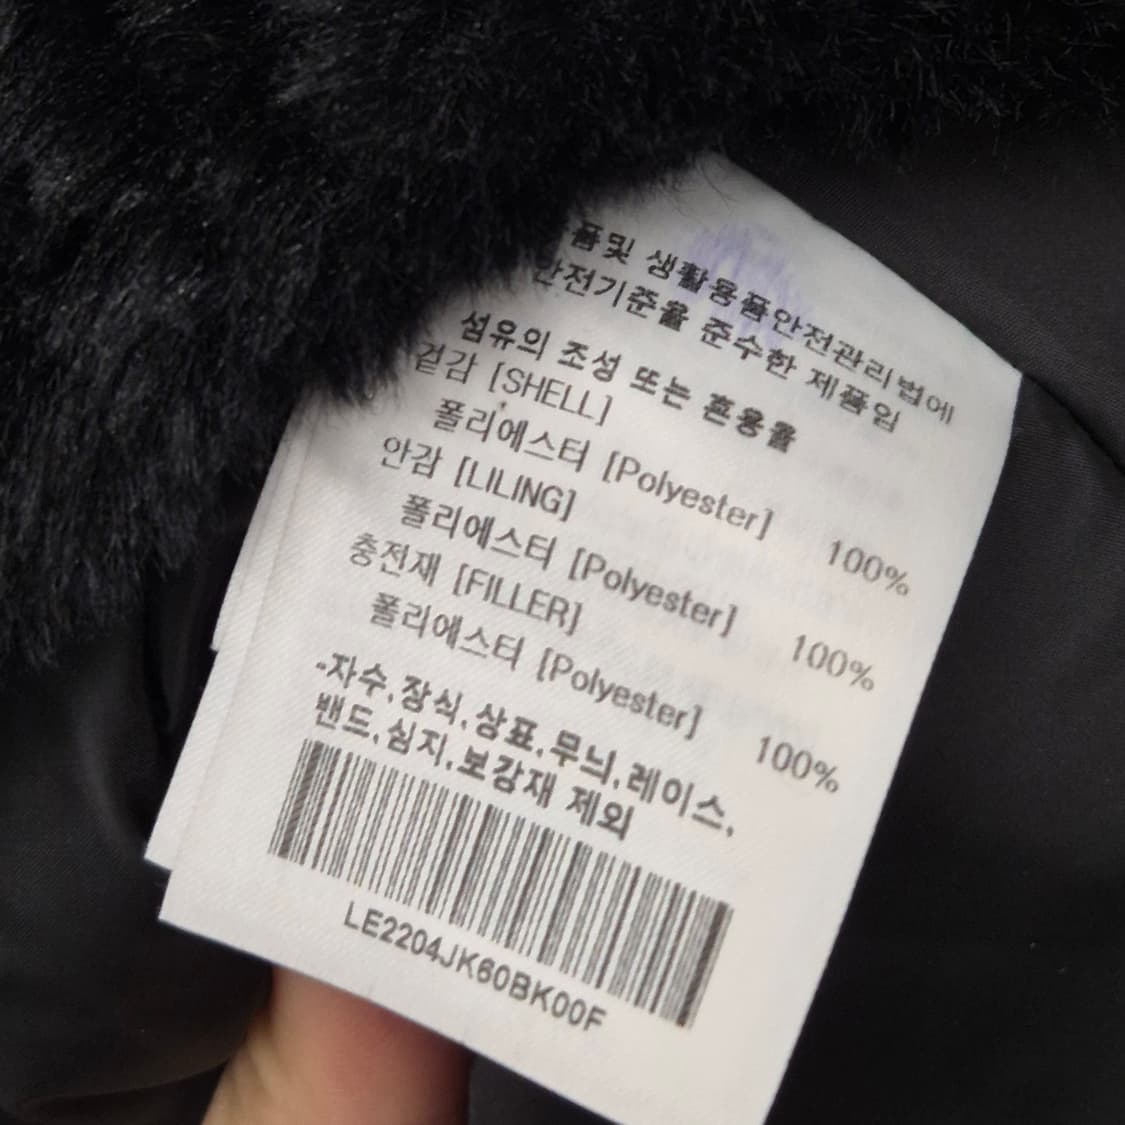 품및 생활용품안전관리법에
안전기준을 준수한 제품임
섬유의 조성 또는 혼용율
겉감 [SHELL]
폴리에스터 [Polyester] 100%
안감 [LILING]
폴리에스터 [Polyester] 100%
충전재 [FILLER]
폴리에스터 [Polyester] 100%
-자수,장식,상표,무늬,레이스,
밴드,심지,보강재 제외
LE2204JK60BK00F